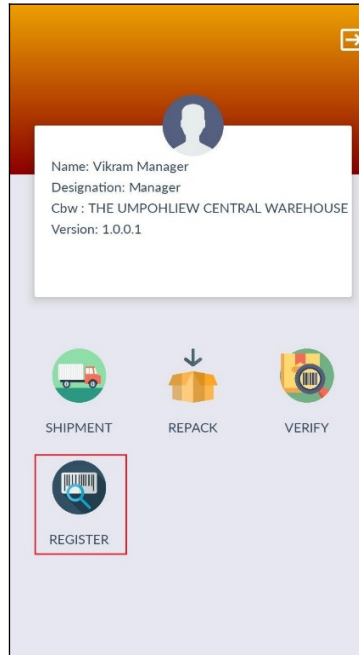 Name: Vikram Manager
Designation: Manager
Cbw : THE UMPOHLIEW CENTRAL WAREHOUSE
Version: 1.0.0.1
SHIPMENT REPACK VERIFY
REGISTER